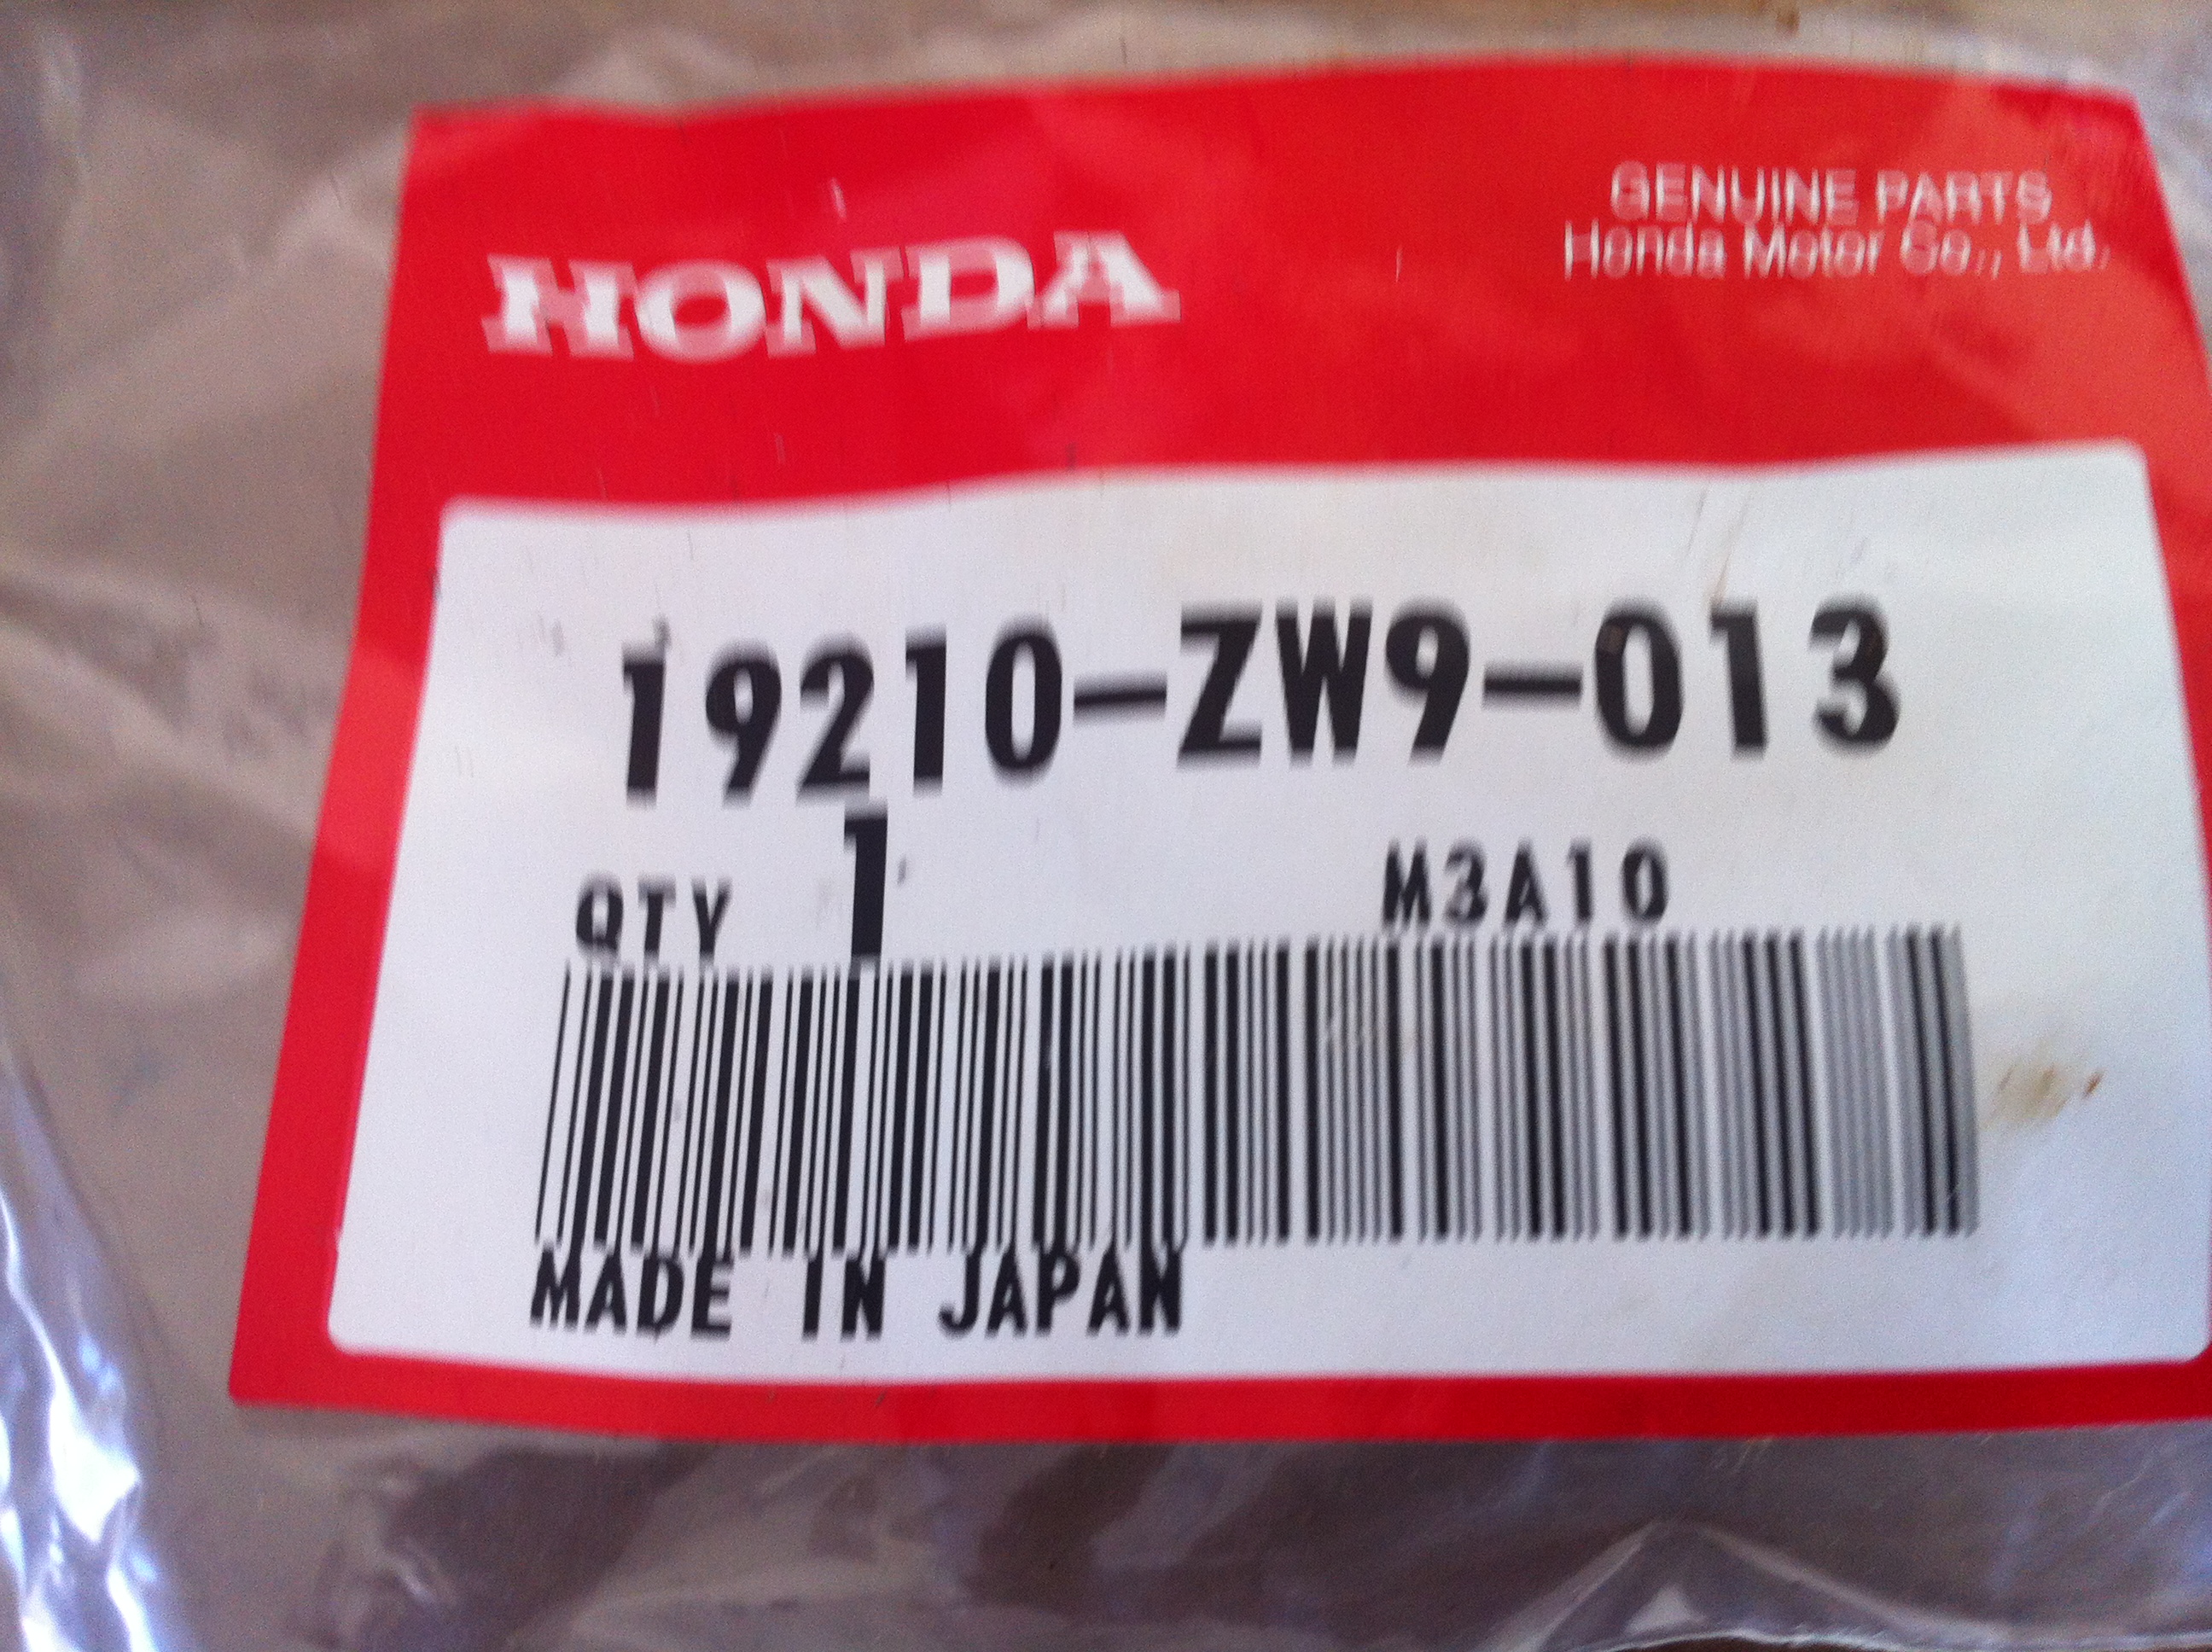 HONDA
GENUINE PARTS
Honda Motor Co., Ltd.
19210-ZW9-013
QTY 1 M3A10
MADE IN JAPAN